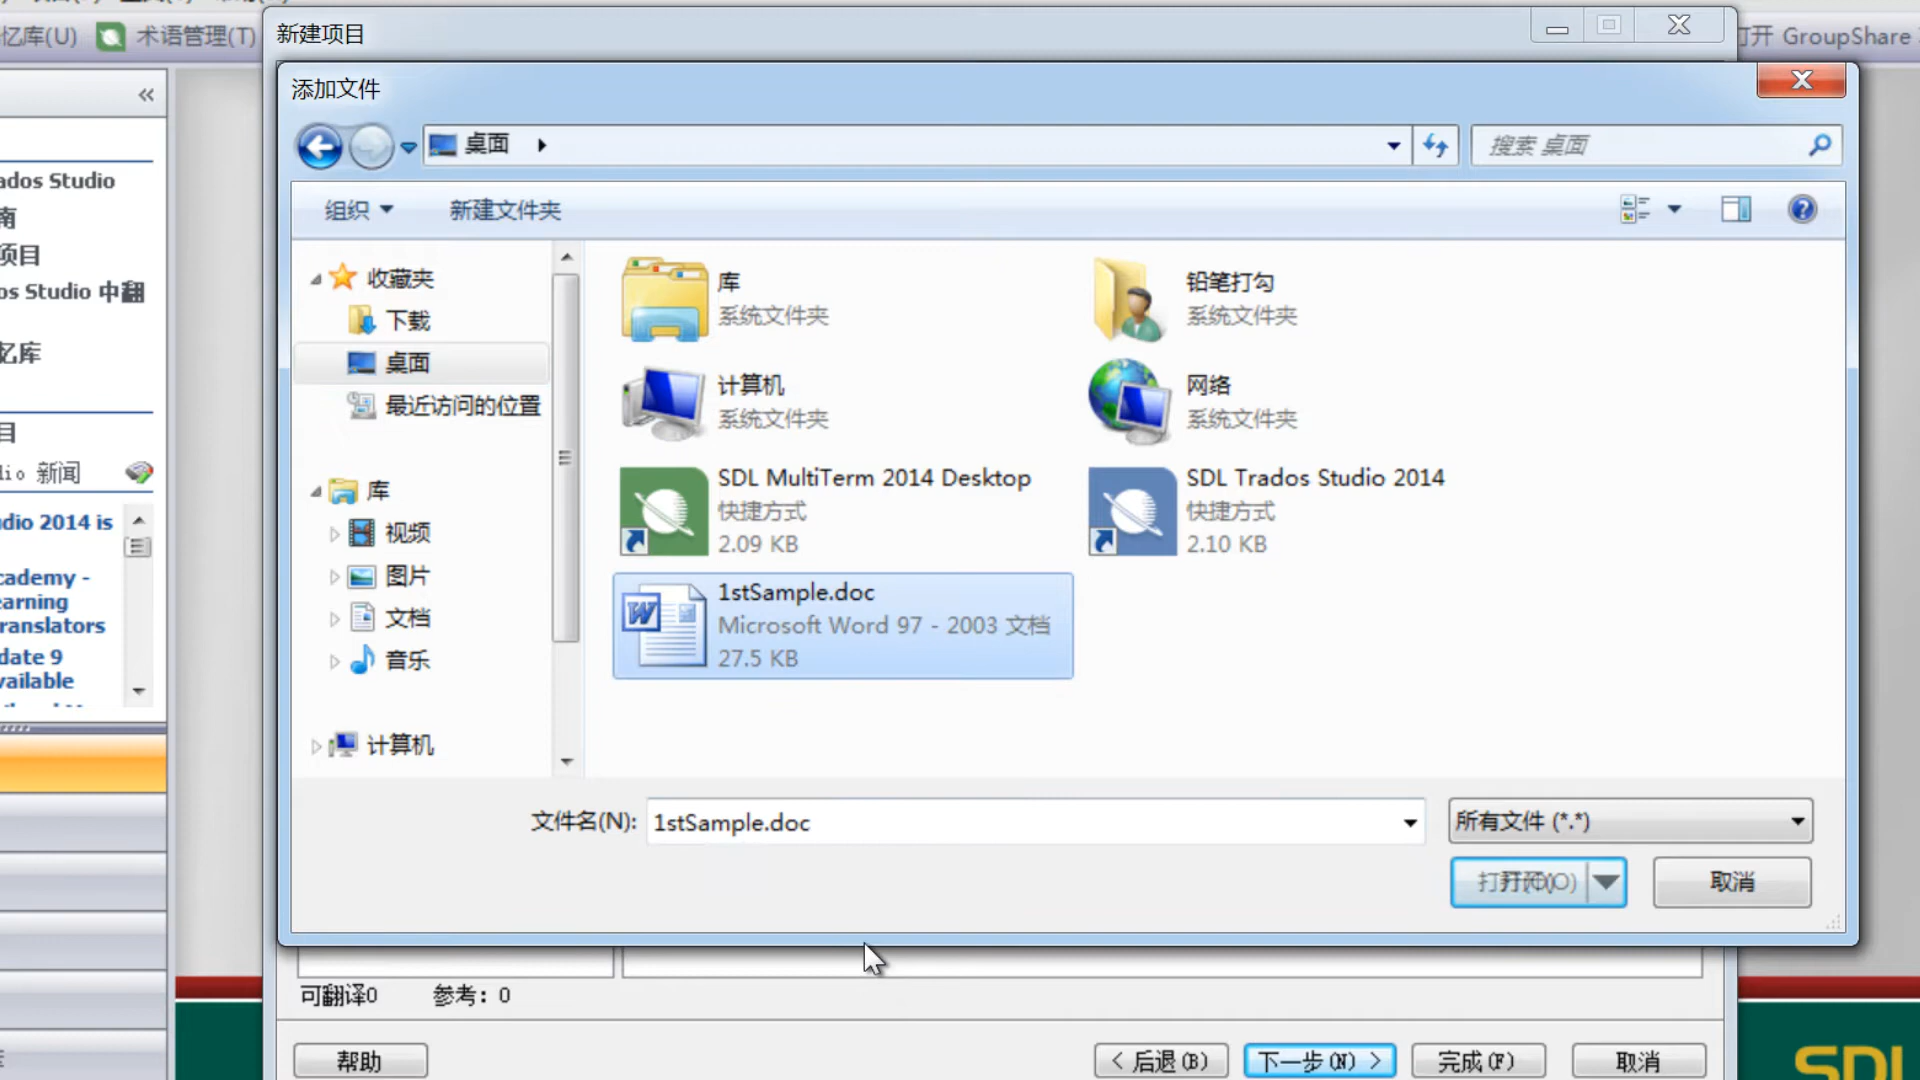 忆库(U) 术语管理(T)
新建项目
打开 GroupShare
添加文件
桌面
搜索 桌面
组织
新建文件夹
ados Studio
南
项目
os Studio 中翻
忆库
目
dio 新闻
udio 2014 is
cademy -
earning
ranslators
date 9
vailable
收藏夹
下载
桌面
最近访问的位置
库
视频
图片
文档
音乐
计算机
库
系统文件夹
铅笔打勾
系统文件夹
计算机
系统文件夹
网络
系统文件夹
SDL MultiTerm 2014 Desktop
快捷方式
2.09 KB
SDL Trados Studio 2014
快捷方式
2.10 KB
1stSample.doc
Microsoft Word 97 - 2003 文档
27.5 KB
文件名(N): 1stSample.doc
所有文件 (*.*)
打开(O)
取消
可翻译0 参考: 0
帮助
< 后退(B)
下一步(N) >
完成(F)
取消
SDL